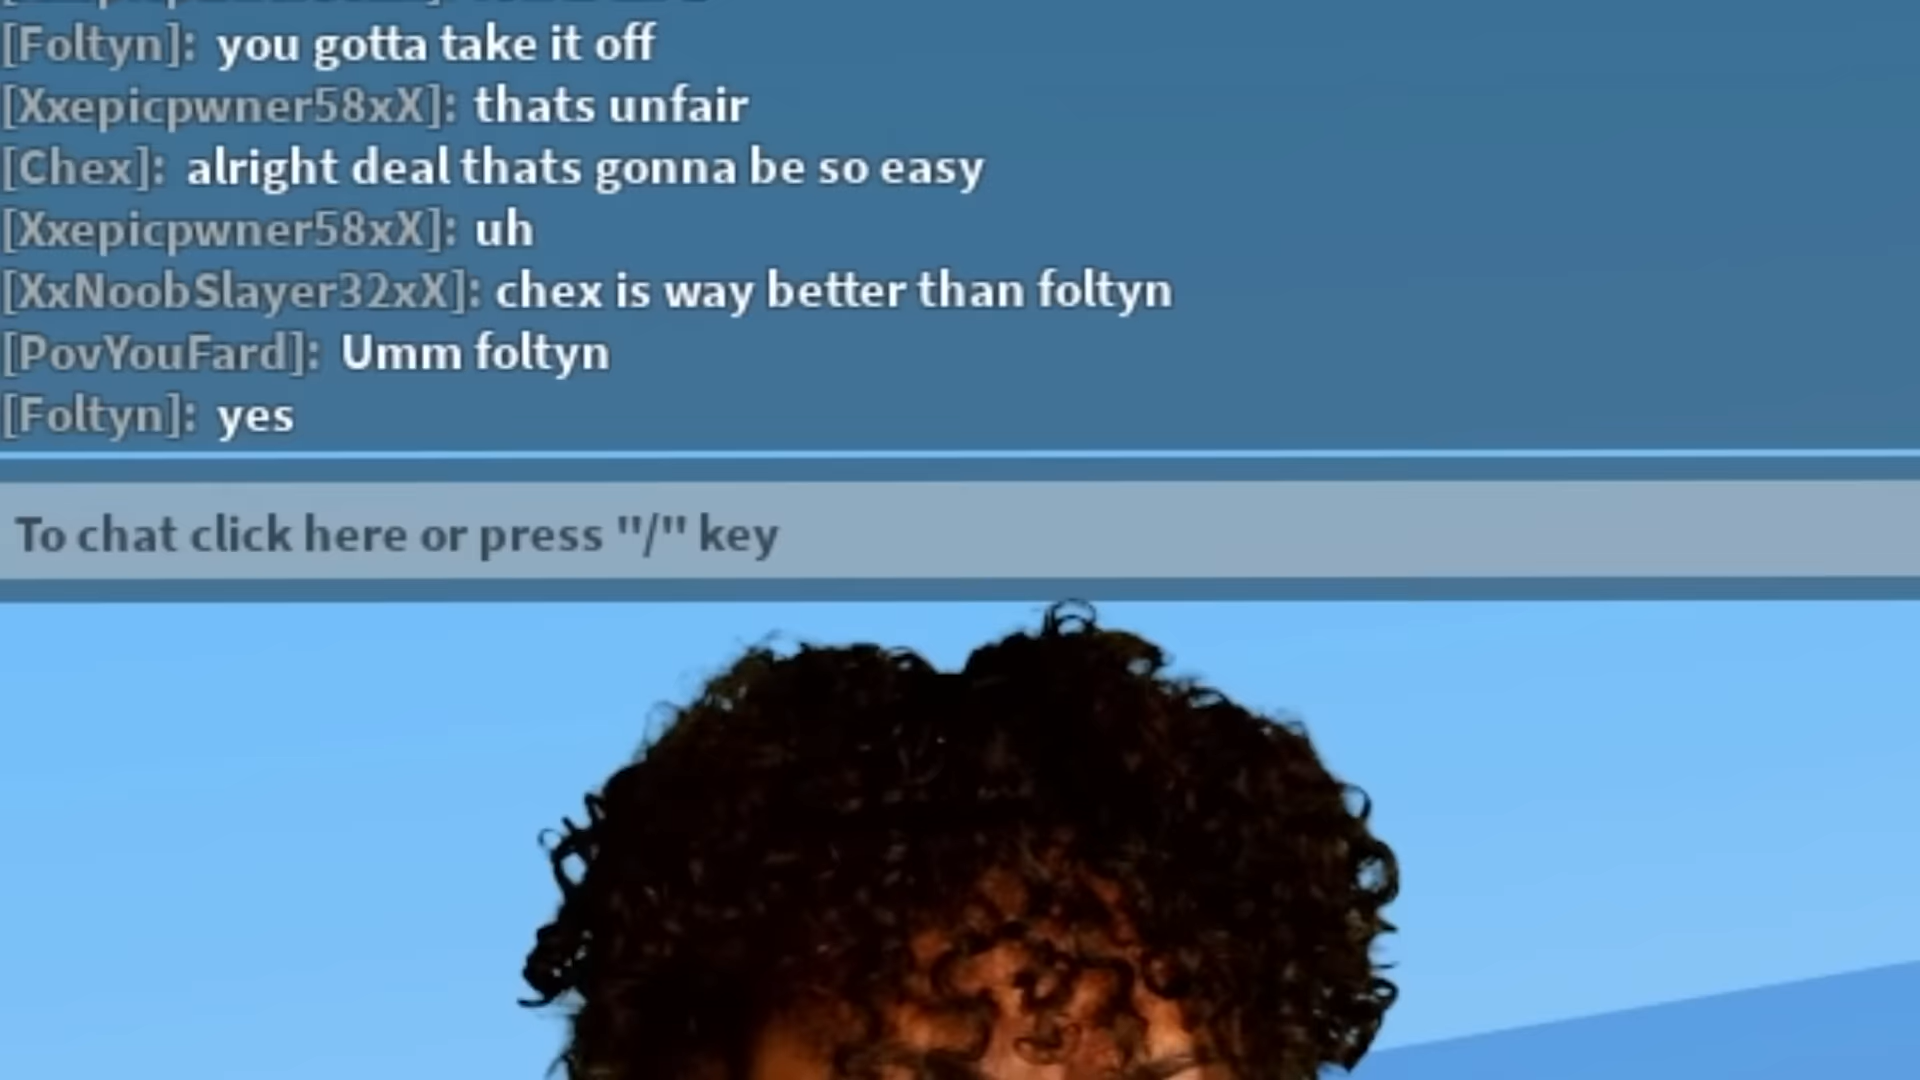 [Foltyn]: you gotta take it off
[Xxepicpwner58xX]: thats unfair
[Chex]: alright deal thats gonna be so easy
[Xxepicpwner58xX]: uh
[XxNoobSlayer32xX]: chex is way better than foltyn
[PovYouFard]: Umm foltyn
[Foltyn]: yes
To chat click here or press "/" key